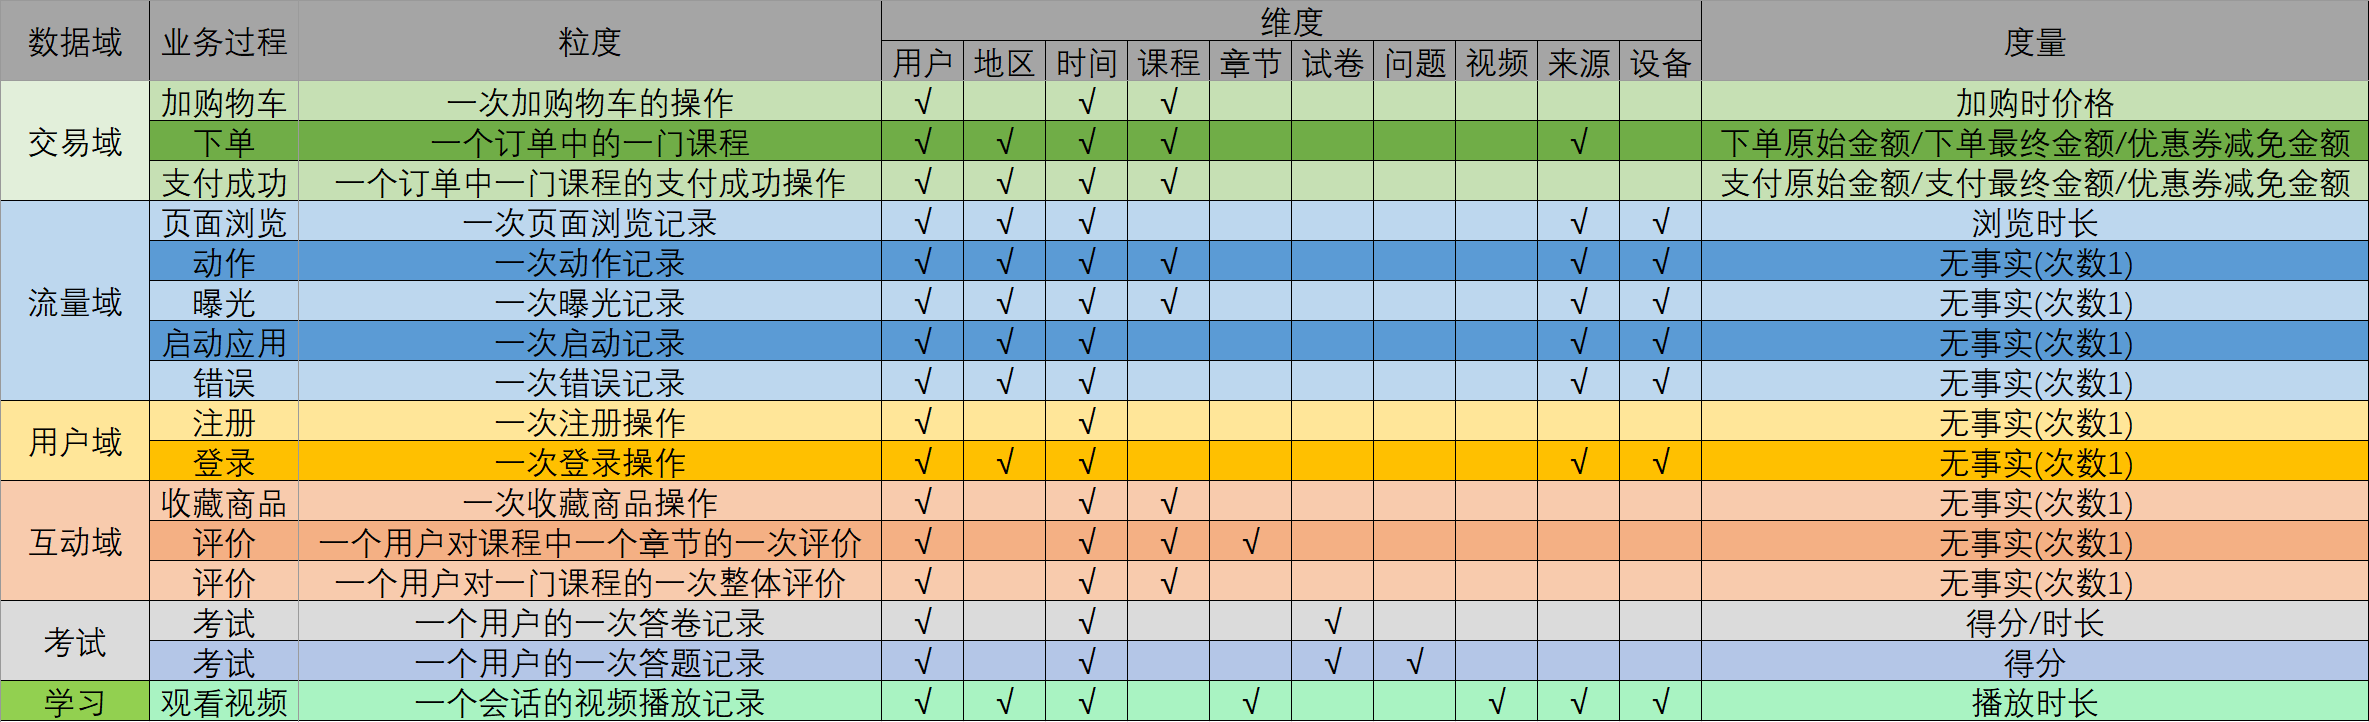 数据域 业务过程 粒度 维度 度量
用户 地区 时间 课程 章节 试卷 问题 视频 来源 设备
交易域 加购物车 一次加购物车的操作 √ √ √ 加购时价格
下单 一个订单中的一门课程 √ √ √ √ √ 下单原始金额/下单最终金额/优惠券减免金额
支付成功 一个订单中一门课程的支付成功操作 √ √ √ √ 支付原始金额/支付最终金额/优惠券减免金额
流量域 页面浏览 一次页面浏览记录 √ √ √ √ √ 浏览时长
动作 一次动作记录 √ √ √ √ √ √ 无事实(次数1)
曝光 一次曝光记录 √ √ √ √ √ √ 无事实(次数1)
启动应用 一次启动记录 √ √ √ √ √ 无事实(次数1)
错误 一次错误记录 √ √ √ √ √ 无事实(次数1)
用户域 注册 一次注册操作 √ √ 无事实(次数1)
登录 一次登录操作 √ √ √ √ √ 无事实(次数1)
互动域 收藏商品 一次收藏商品操作 √ √ √ 无事实(次数1)
评价 一个用户对课程中一个章节的一次评价 √ √ √ √ 无事实(次数1)
评价 一个用户对一门课程的一次整体评价 √ √ √ 无事实(次数1)
考试 考试 一个用户的一次答卷记录 √ √ √ 得分/时长
考试 一个用户的一次答题记录 √ √ √ √ 得分
学习 观看视频 一个会话的视频播放记录 √ √ √ √ √ √ √ 播放时长